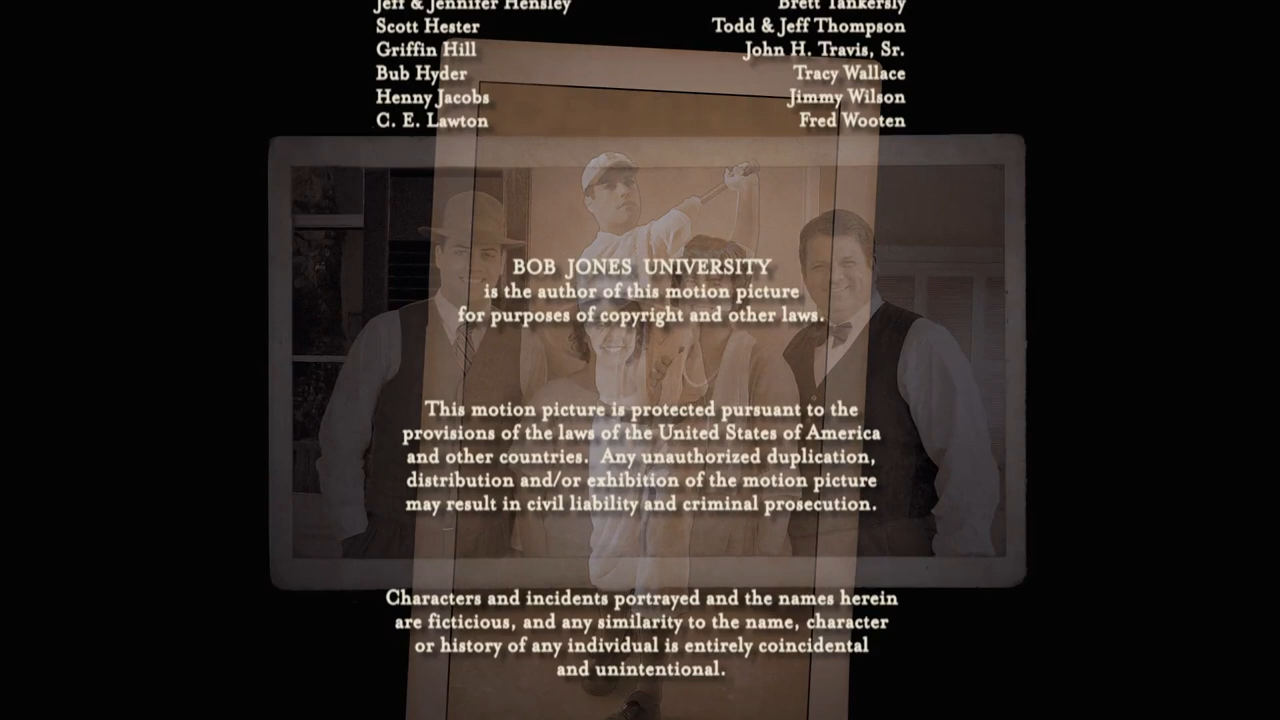 Jeff & Jennifer Hensley
Scott Hester
Griffin Hill
Bub Hyder
Henny Jacobs
C. E. Lawton
Brett Tankersly
Todd & Jeff Thompson
John H. Travis, Sr.
Tracy Wallace
Jimmy Wilson
Fred Wooten
BOB JONES UNIVERSITY
is the author of this motion picture
for purposes of copyright and other laws.
This motion picture is protected pursuant to the
provisions of the laws of the United States of America
and other countries. Any unauthorized duplication,
distribution and/or exhibition of the motion picture
may result in civil liability and criminal prosecution.
Characters and incidents portrayed and the names herein
are ficticious, and any similarity to the name, character
or history of any individual is entirely coincidental
and unintentional.